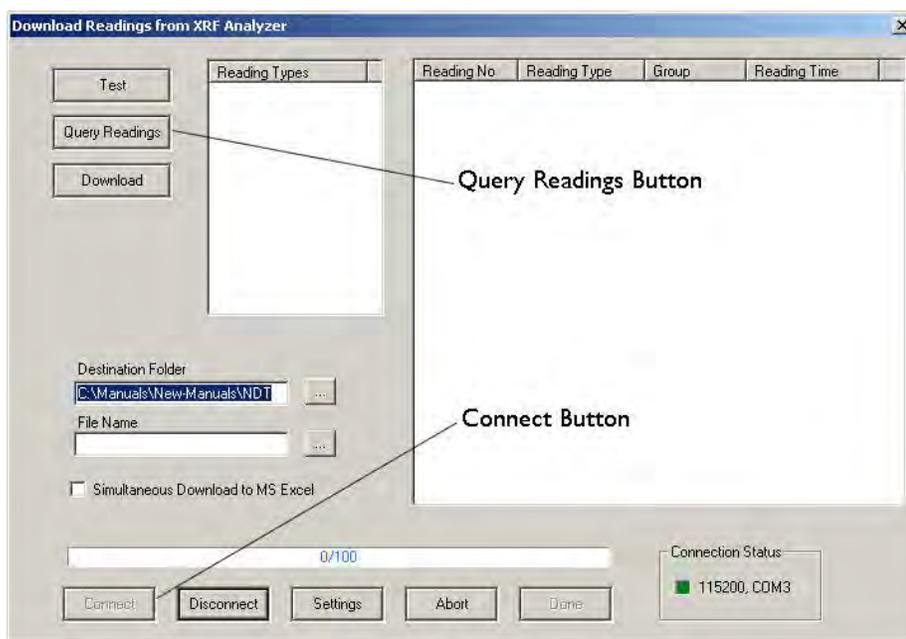 Download Readings from XRF Analyzer
Test
Query Readings
Download
Reading Types
Reading No
Reading Type
Group
Reading Time
Query Readings Button
Destination Folder
C:\Manuals\New-Manuals\NDT
...
File Name
...
Connect Button
Simultaneous Download to MS Excel
0/100
Connection Status
115200, COM3
Connect
Disconnect
Settings
Abort
Done